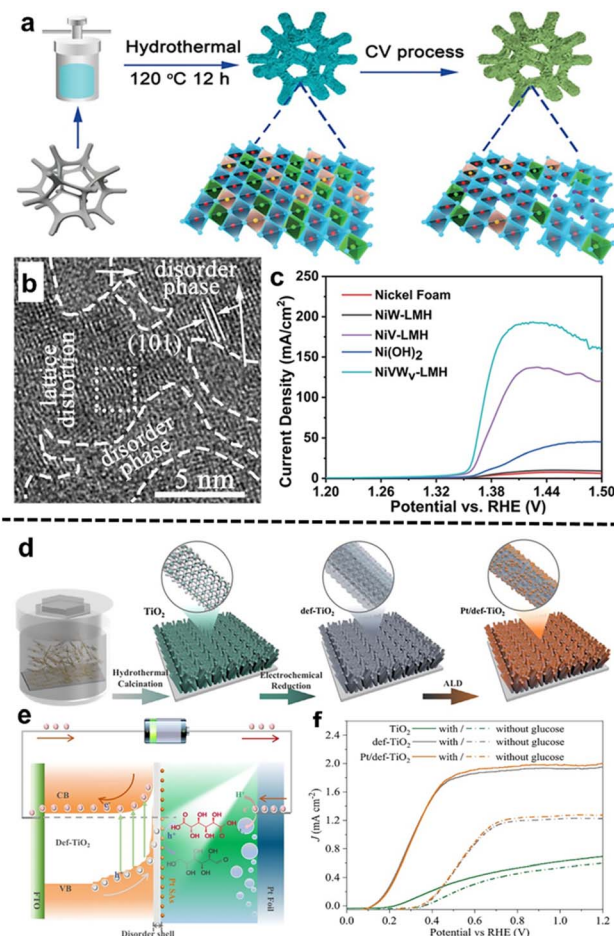 a
Hydrothermal
120 °C 12 h
CV process
b
disorder
phase
(101)
lattice
distortion
disorder
phase
5 nm
c
Current Density (mA/cm²)
250
200
150
100
50
0
Nickel Foam
NiW-LMH
NiV-LMH
Ni(OH)₂
NiVWᵥ-LMH
1.20 1.26 1.32 1.38 1.44 1.50
Potential vs. RHE (V)
d
TiO₂
def-TiO₂
Pt/def-TiO₂
Hydrothermal
Calcination
Electrochemical
Reduction
ALD
e
CB
Def-TiO₂
VB
FTO
e⁻
h⁺
h⁺
H⁺
Pt SAs
Pt Foil
Disorder shell
f
J (mA cm⁻²)
2.4
2.0
1.6
1.2
0.8
0.4
0.0
TiO₂ with / without glucose
def-TiO₂ with / without glucose
Pt/def-TiO₂ with / without glucose
0.0 0.2 0.4 0.6 0.8 1.0 1.2
Potential vs RHE (V)